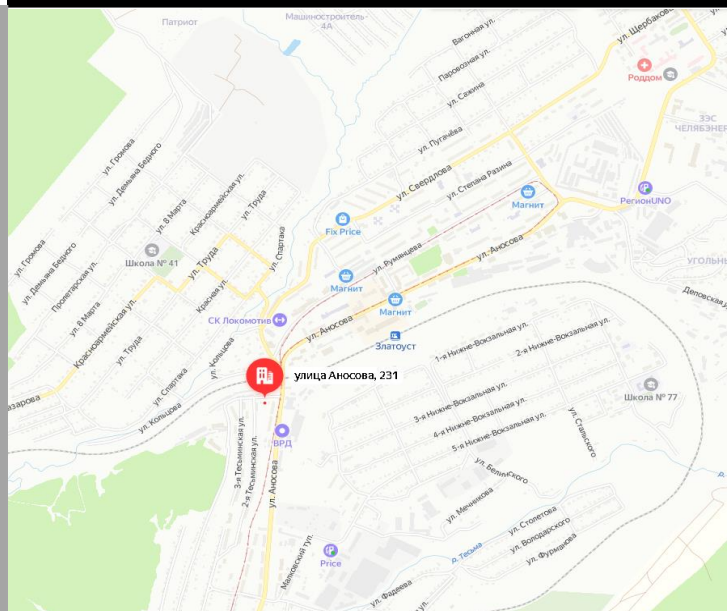 Патриот
Машиностроитель-
4А
Вагонная ул.
ул. Щербакова
Паровозная ул.
Роддом
ул. Сажина
ЗЭС
ЧЕЛЯБЭНЕР
ул. Пугачёва
ул. Громова
ул. Демьяна Бедного
ул. 8 Марта
Красноармейская ул.
ул. Труда
ул. Свердлова
ул. Степана Разина
Магнит
РегионUNO
Fix Price
ул. Спартака
ул. Румянцева
ул. Аносова
Школа № 41
ул. Громова
ул. Демьяна Бедного
Пролетарская ул.
ул. Труда
УГОЛЬНЫ
Магнит
Красная ул.
ул. 8 Марта
Красноармейская ул.
Магнит
Деповская
СК Локомотив
ул. Аносова
Златоуст
1-я Нижне-Вокзальная ул.
2-я Нижне-Вокзальная ул.
ул. Труда
ул. Кольцова
улица Аносова, 231
ул. Спартака
Школа № 77
азарова
ул. Кольцова
3-я Нижне-Вокзальная ул.
4-я Нижне-Вокзальная ул.
5-я Нижне-Вокзальная ул.
ул. Стальского
ВРД
3-я Тесьминская ул.
2-я Тесьминская ул.
ул. Аносова
ул. Белинского
ул. Мечникова
ул. Столетова
ул. Володарского
ул. Фурманова
р. Тесьма
Малковский туп.
Price
ул. Фадеева